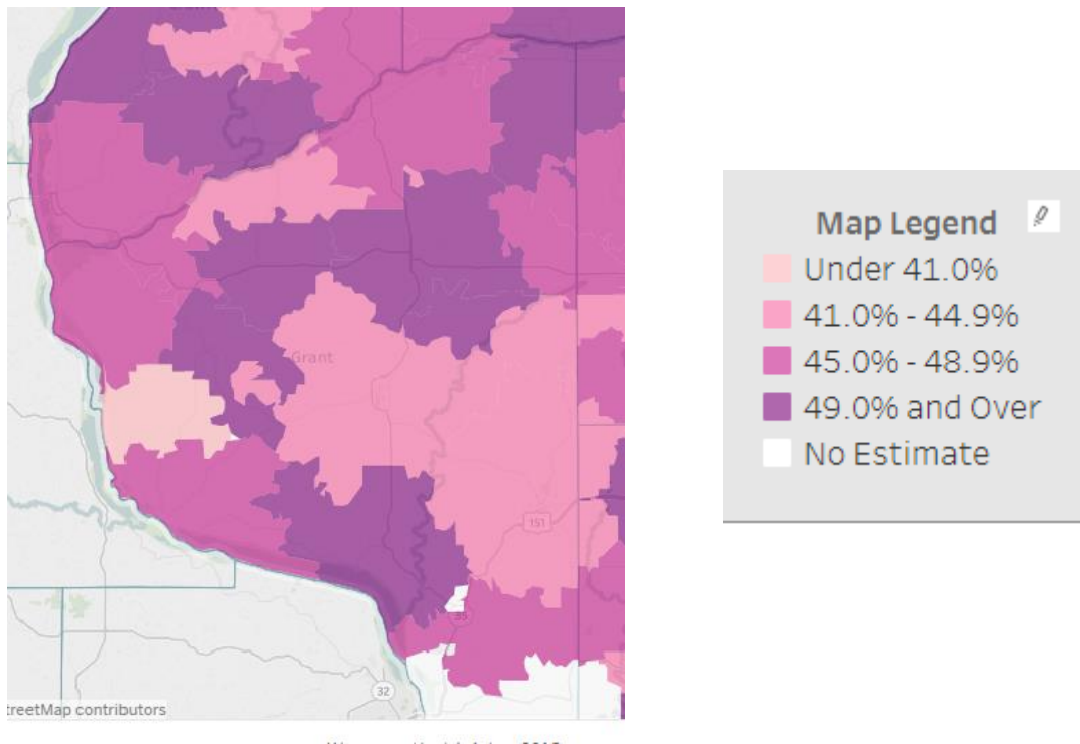 Grant
151
35
32
treetMap contributors
Map Legend
Under 41.0%
41.0% - 44.9%
45.0% - 48.9%
49.0% and Over
No Estimate